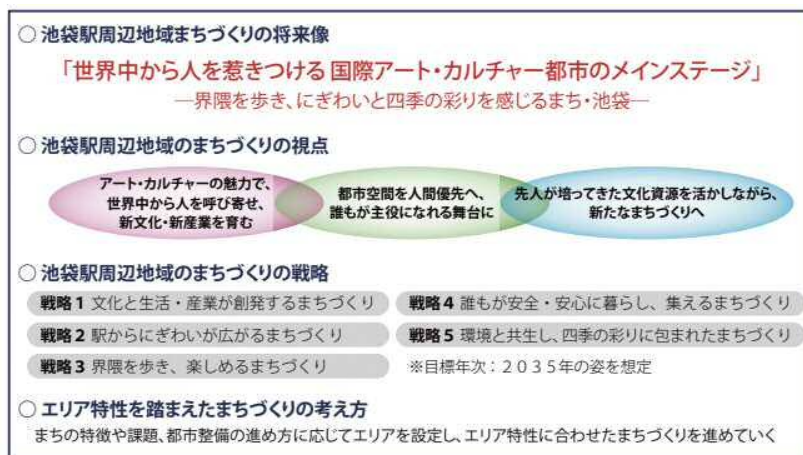 ○ 池袋駅周辺地域まちづくりの将来像
「世界中から人を惹きつける 国際アート・カルチャー都市のメインステージ」
―界隈を歩き、にぎわいと四季の彩りを感じるまち・池袋―
○ 池袋駅周辺地域のまちづくりの視点
アート・カルチャーの魅力で、
世界中から人を呼び寄せ、
新文化・新産業を育む
都市空間を人間優先へ、
誰もが主役になれる舞台に
先人が培ってきた文化資源を活かしながら、
新たなまちづくりへ
○ 池袋駅周辺地域のまちづくりの戦略
戦略1 文化と生活・産業が創発するまちづくり
戦略2 駅からにぎわいが広がるまちづくり
戦略3 界隈を歩き、楽しめるまちづくり
戦略4 誰もが安全・安心に暮らし、集えるまちづくり
戦略5 環境と共生し、四季の彩りに包まれたまちづくり
※目標年次：２０３５年の姿を想定
○ エリア特性を踏まえたまちづくりの考え方
まちの特徴や課題、都市整備の進め方に応じてエリアを設定し、エリア特性に合わせたまちづくりを進めていく